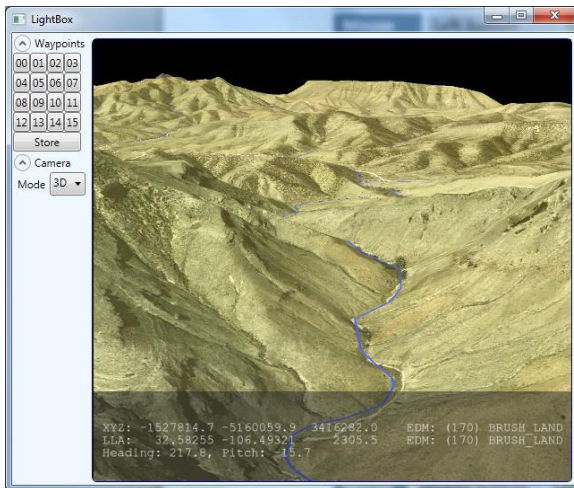 LightBox
Waypoints
00 01 02 03
04 05 06 07
08 09 10 11
12 13 14 15
Store
Camera
Mode 3D
XYZ: -1527814.7 -5160059.9 3416282.0 EDM: (170) BRUSH_LAND
LLA: 32.58255 -106.49321 2305.5 EDM: (170) BRUSH_LAND
Heading: 217.8, Pitch: -15.7